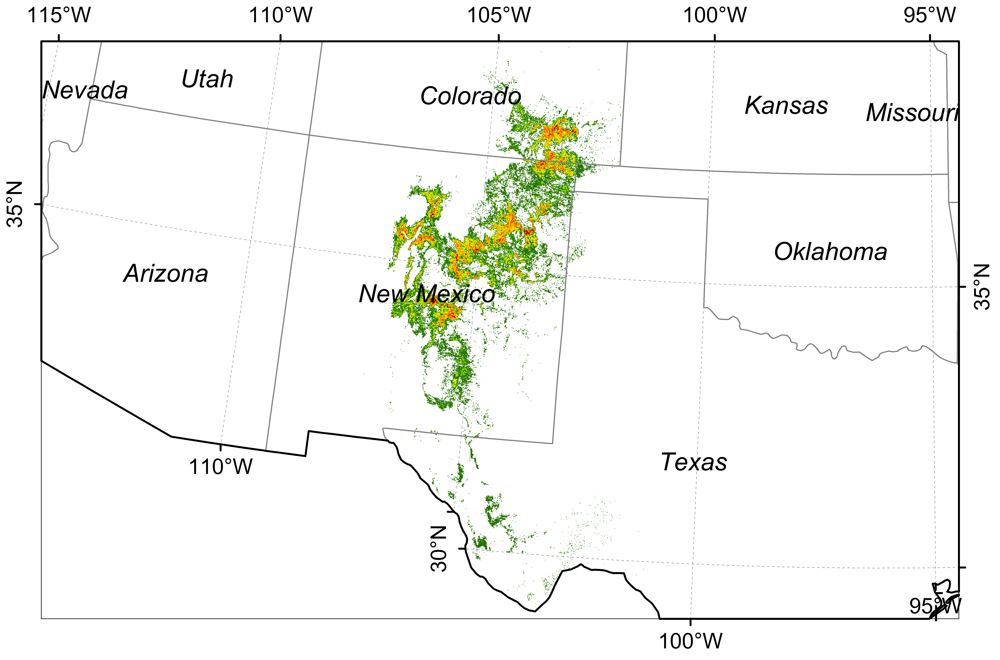 115°W
110°W
105°W
100°W
95°W
Utah
Nevada
Colorado
Kansas
Missouri
35°N
Oklahoma
Arizona
35°N
New Mexico
Texas
110°W
30°N
95°W
100°W